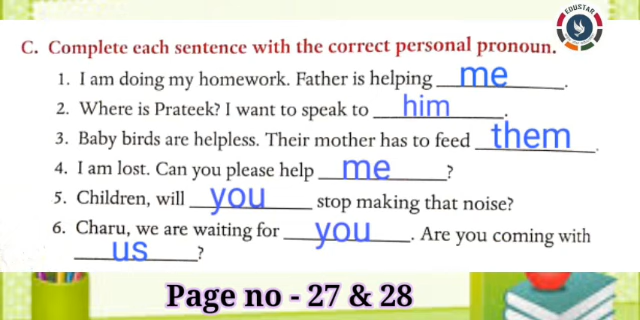 EDUSTAR
C. Complete each sentence with the correct personal pronoun.
1. I am doing my homework. Father is helping me.
2. Where is Prateek? I want to speak to him.
3. Baby birds are helpless. Their mother has to feed them.
4. I am lost. Can you please help me?
5. Children, will you stop making that noise?
6. Charu, we are waiting for you. Are you coming with
us?
Page no - 27 & 28